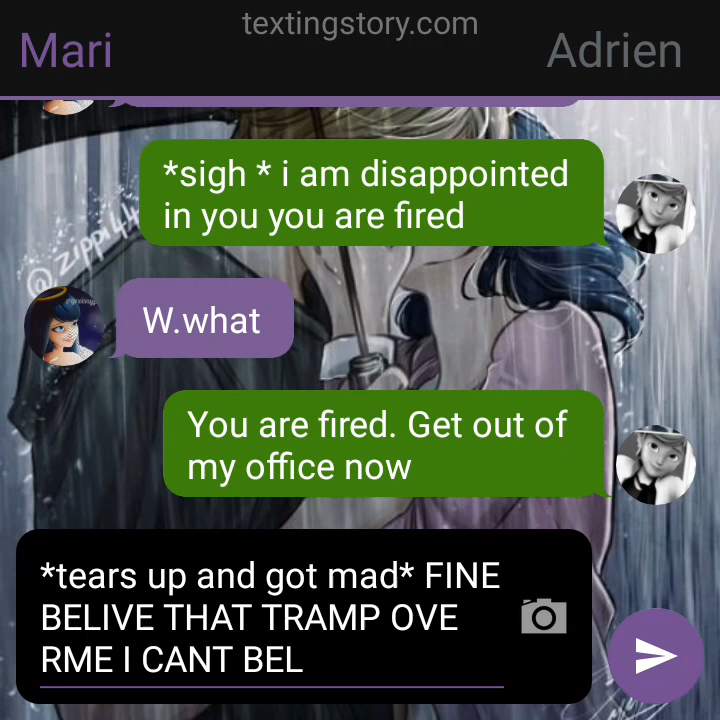 textingstory.com
Mari
Adrien
*sigh * i am disappointed
in you you are fired
@zippi44
W.what
You are fired. Get out of
my office now
*tears up and got mad* FINE
BELIVE THAT TRAMP OVE
RME I CANT BEL